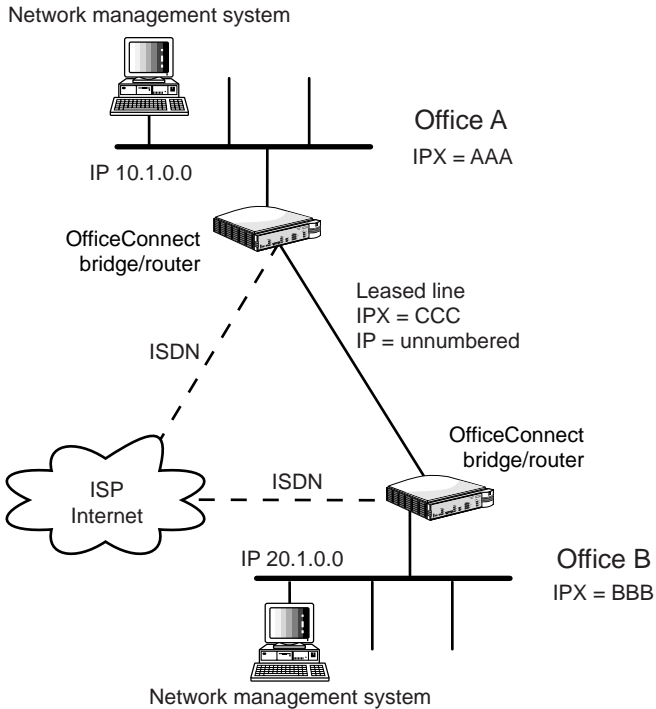 Network management system
Office A
IPX = AAA
IP 10.1.0.0
OfficeConnect
bridge/router
Leased line
IPX = CCC
IP = unnumbered
ISDN
OfficeConnect
bridge/router
ISP
Internet
ISDN
IP 20.1.0.0
Office B
IPX = BBB
Network management system